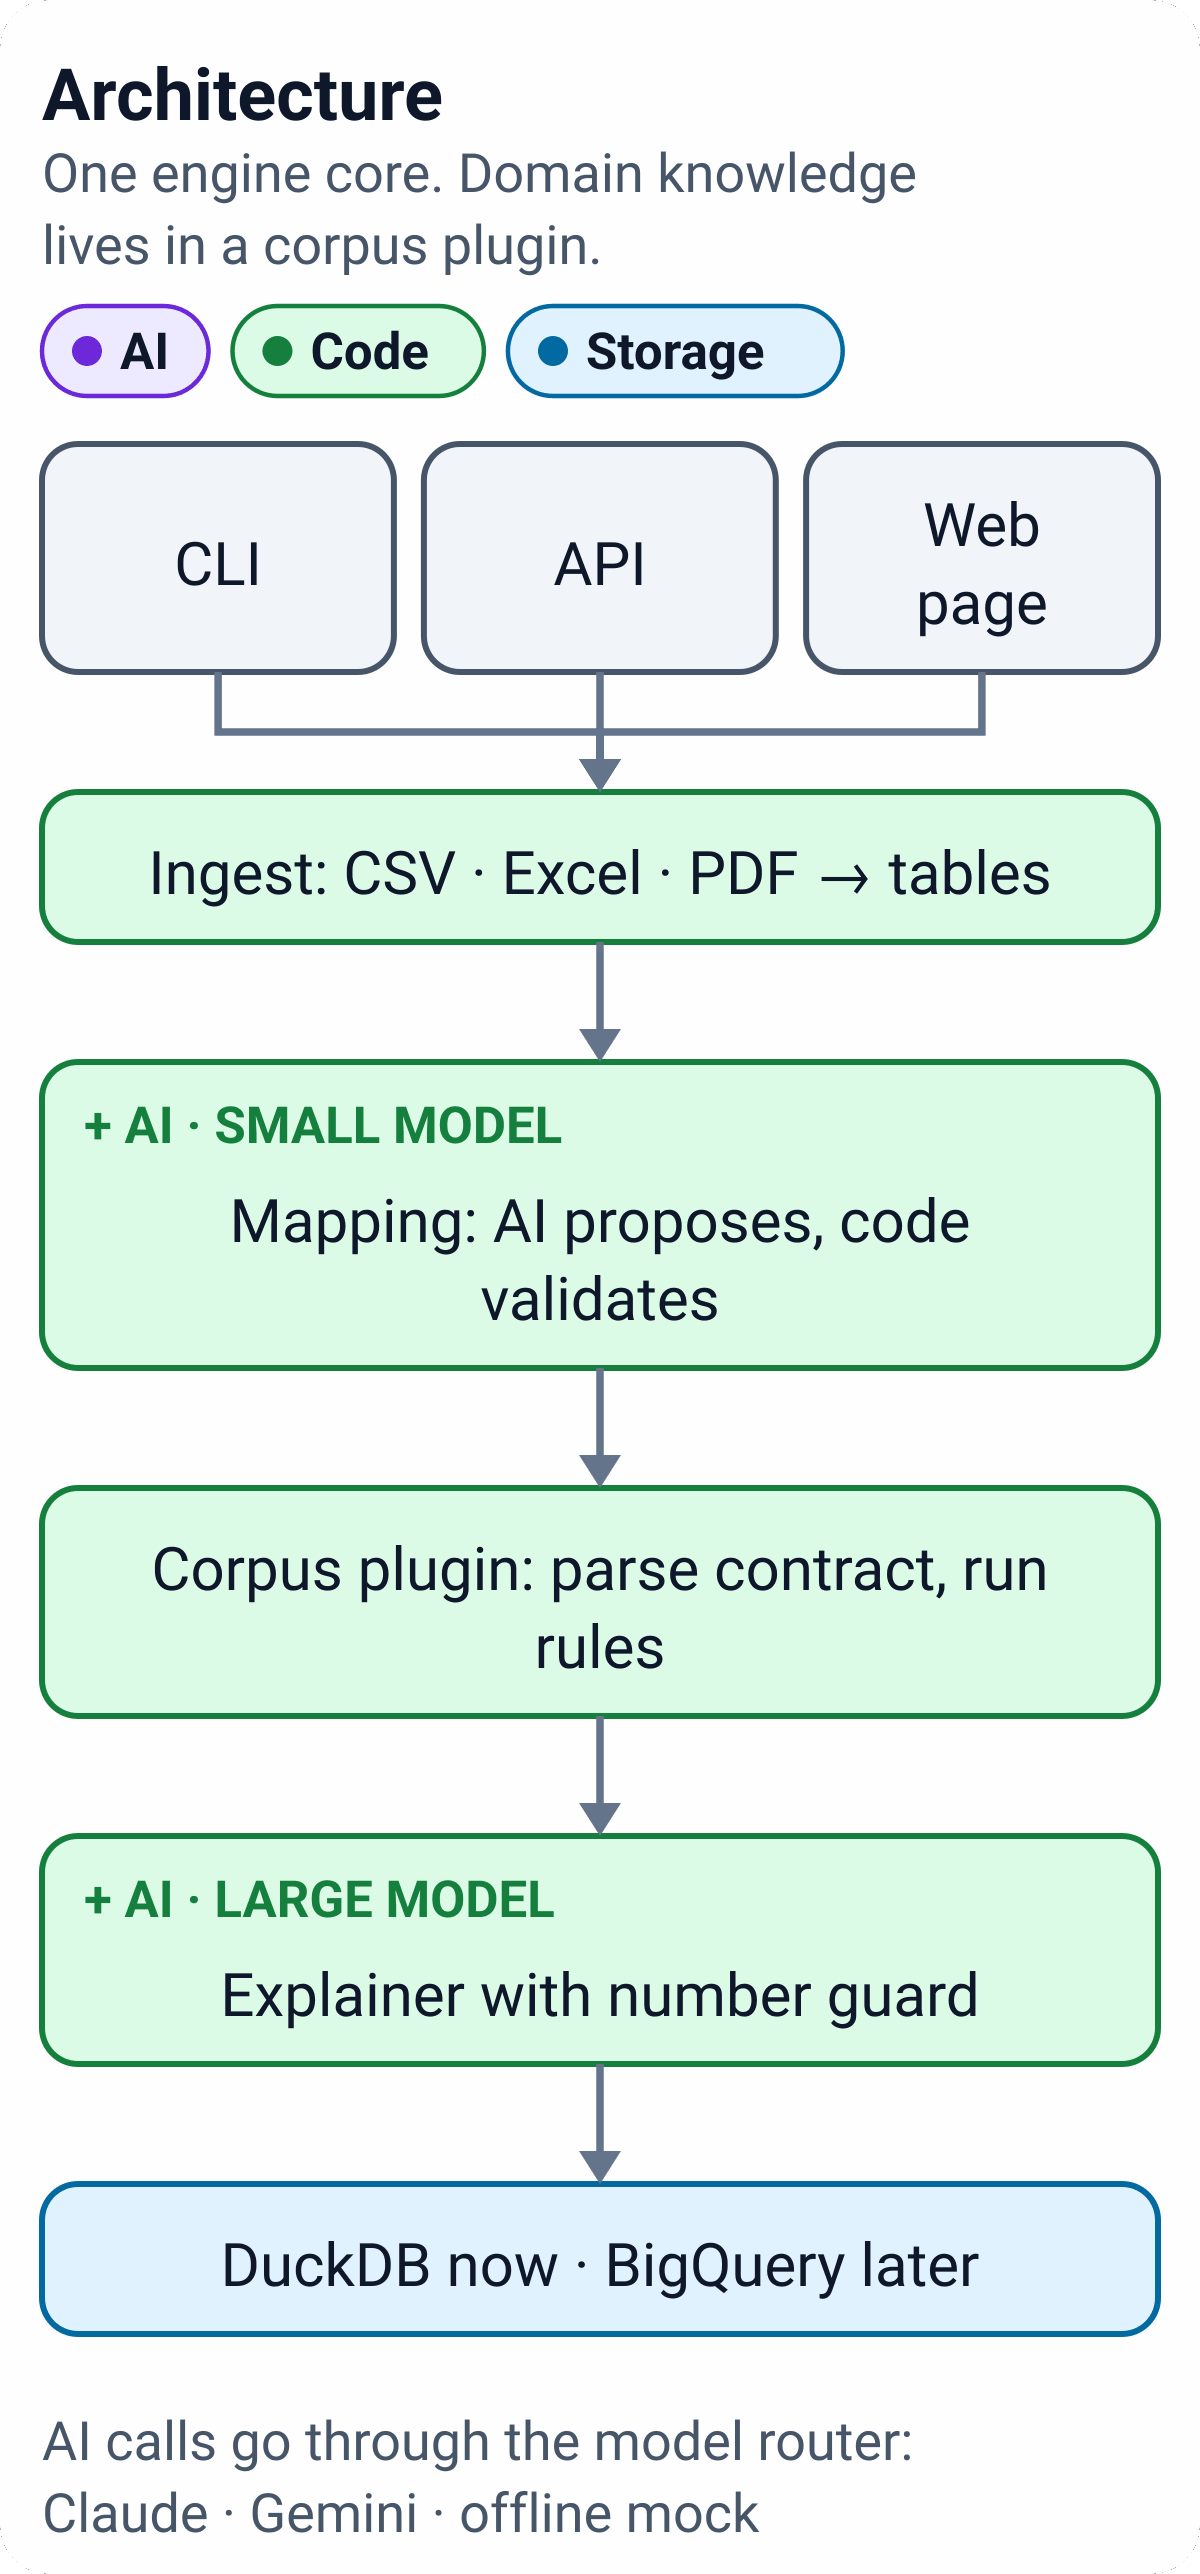 Architecture
One engine core. Domain knowledge
lives in a corpus plugin.
AI
Code
Storage
CLI
API
Web
page
Ingest: CSV · Excel · PDF → tables
+ AI · SMALL MODEL
Mapping: AI proposes, code
validates
Corpus plugin: parse contract, run
rules
+ AI · LARGE MODEL
Explainer with number guard
DuckDB now · BigQuery later
AI calls go through the model router:
Claude · Gemini · offline mock